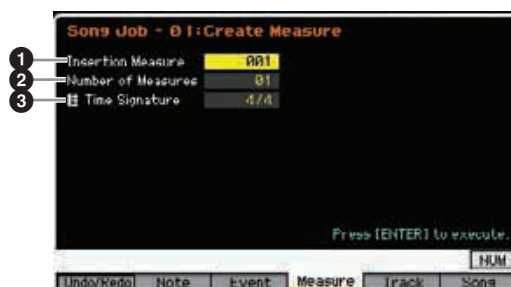 Song Job - 01:Create Measure
1 Insertion Measure 001
2 Number of Measures 01
3 Time Signature 4/4
Press [ENTER] to execute.
NUM
Undo/Redo Note Event Measure Track Song